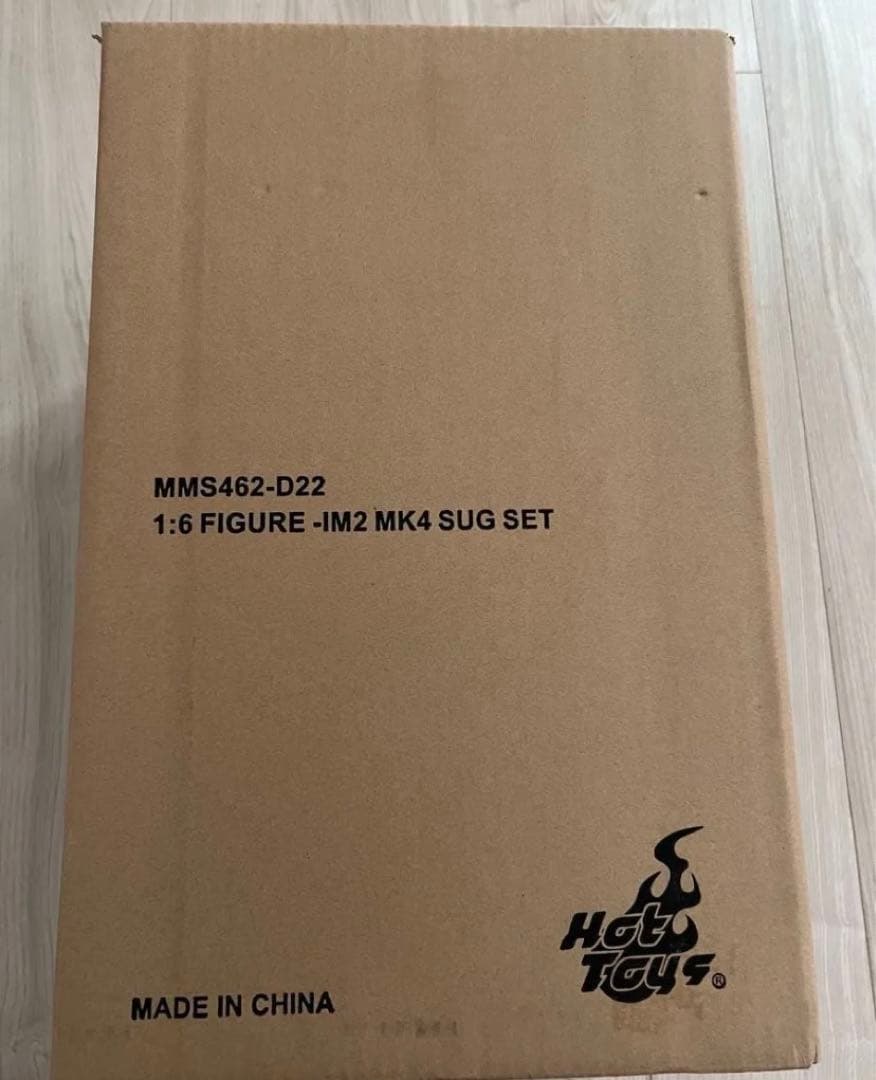 MMS462-D22
1:6 FIGURE -IM2 MK4 SUG SET
Hot
Toys®
MADE IN CHINA